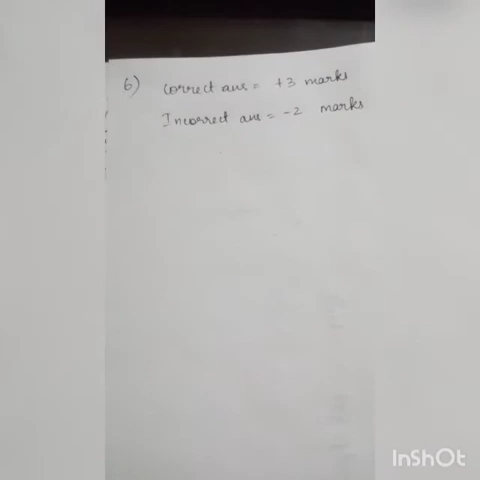 6) correct ans = +3 marks
Incorrect ans = -2 marks
InShOt